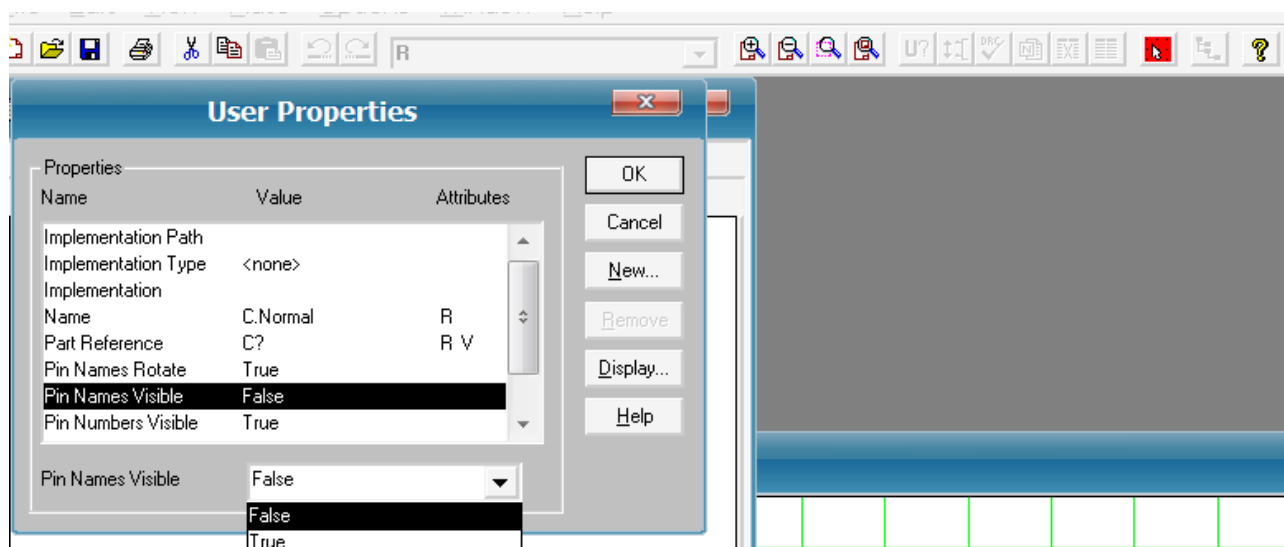 R
U?
DRC
User Properties
Properties
Name Value Attributes
Implementation Path
Implementation Type <none>
Implementation
Name C.Normal R
Part Reference C? R V
Pin Names Rotate True
Pin Names Visible False
Pin Numbers Visible True
Pin Names Visible False
False
True
OK
Cancel
New...
Remove
Display...
Help